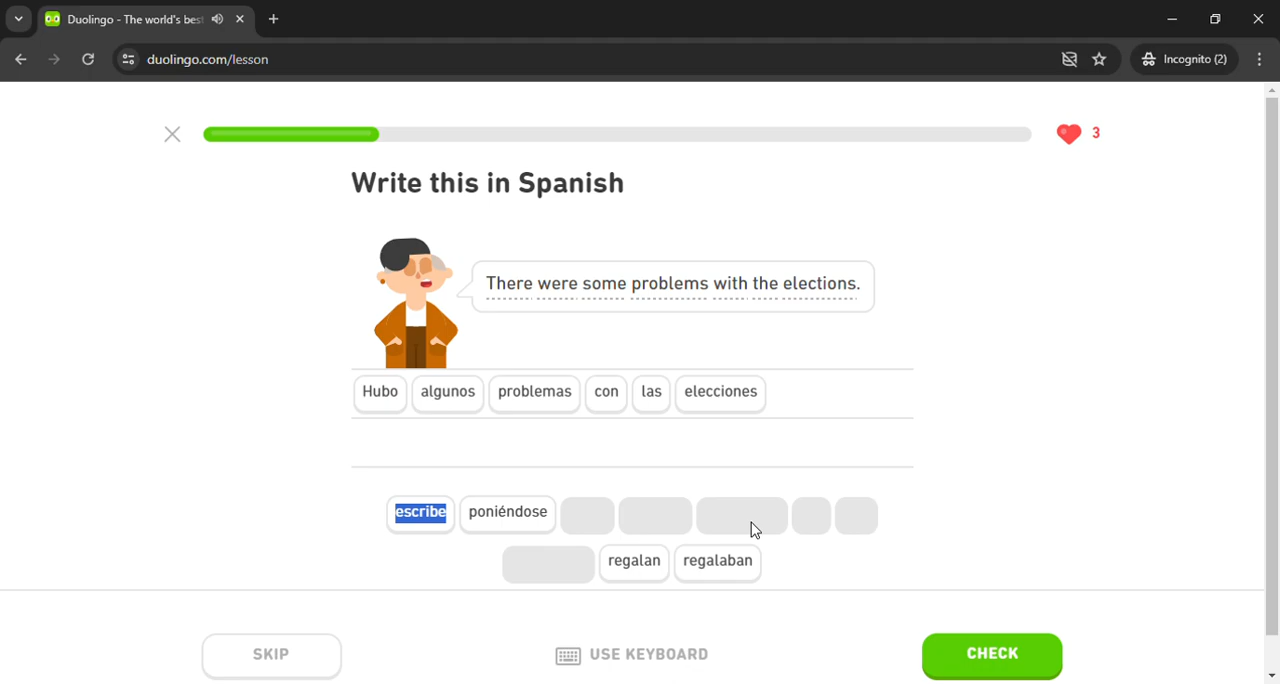 Duolingo - The world's bes
duolingo.com/lesson
Incognito (2)
3
Write this in Spanish
There were some problems with the elections.
Hubo algunos problemas con las elecciones
escribe poniéndose
regalan regalaban
SKIP USE KEYBOARD CHECK